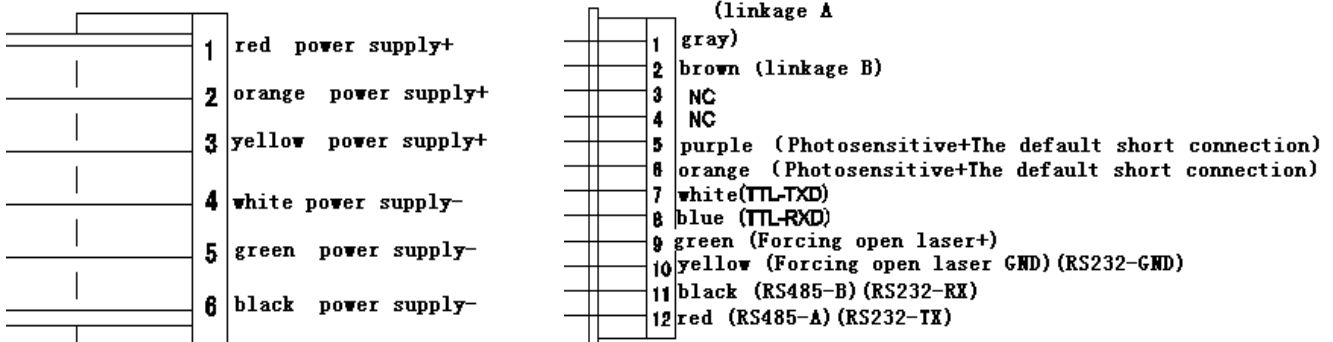 1 red power supply+
2 orange power supply+
3 yellow power supply+
4 white power supply-
5 green power supply-
6 black power supply-
(linkage A
1 gray)
2 brown (linkage B)
3 NC
4 NC
5 purple (Photosensitive+The default short connection)
6 orange (Photosensitive+The default short connection)
7 white(TTL-TXD)
8 blue (TTL-RXD)
9 green (Forcing open laser+)
10 yellow (Forcing open laser GND)(RS232-GND)
11 black (RS485-B)(RS232-RX)
12 red (RS485-A)(RS232-TX)